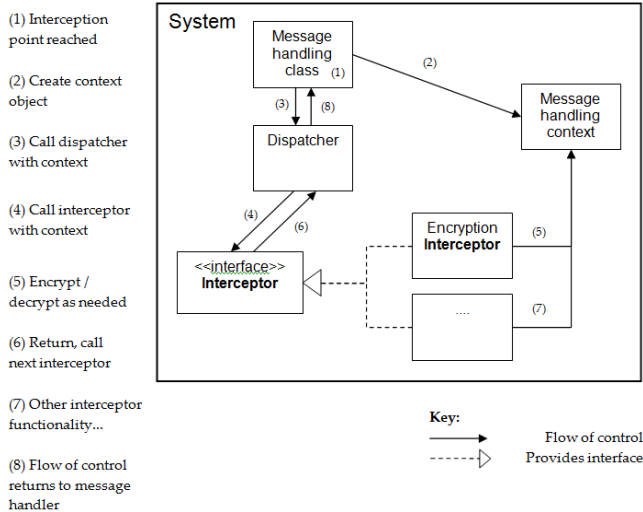 (1) Interception
point reached
(2) Create context
object
(3) Call dispatcher
with context
(4) Call interceptor
with context
(5) Encrypt /
decrypt as needed
(6) Return, call
next interceptor
(7) Other interceptor
functionality...
(8) Flow of control
returns to message
handler
System
Message
handling
class
(1)
(2)
Message
handling
context
(3)
(8)
Dispatcher
(4)
(6)
<<interface>>
Interceptor
Encryption
Interceptor
(5)
....
(7)
Key:
Flow of control
Provides interface